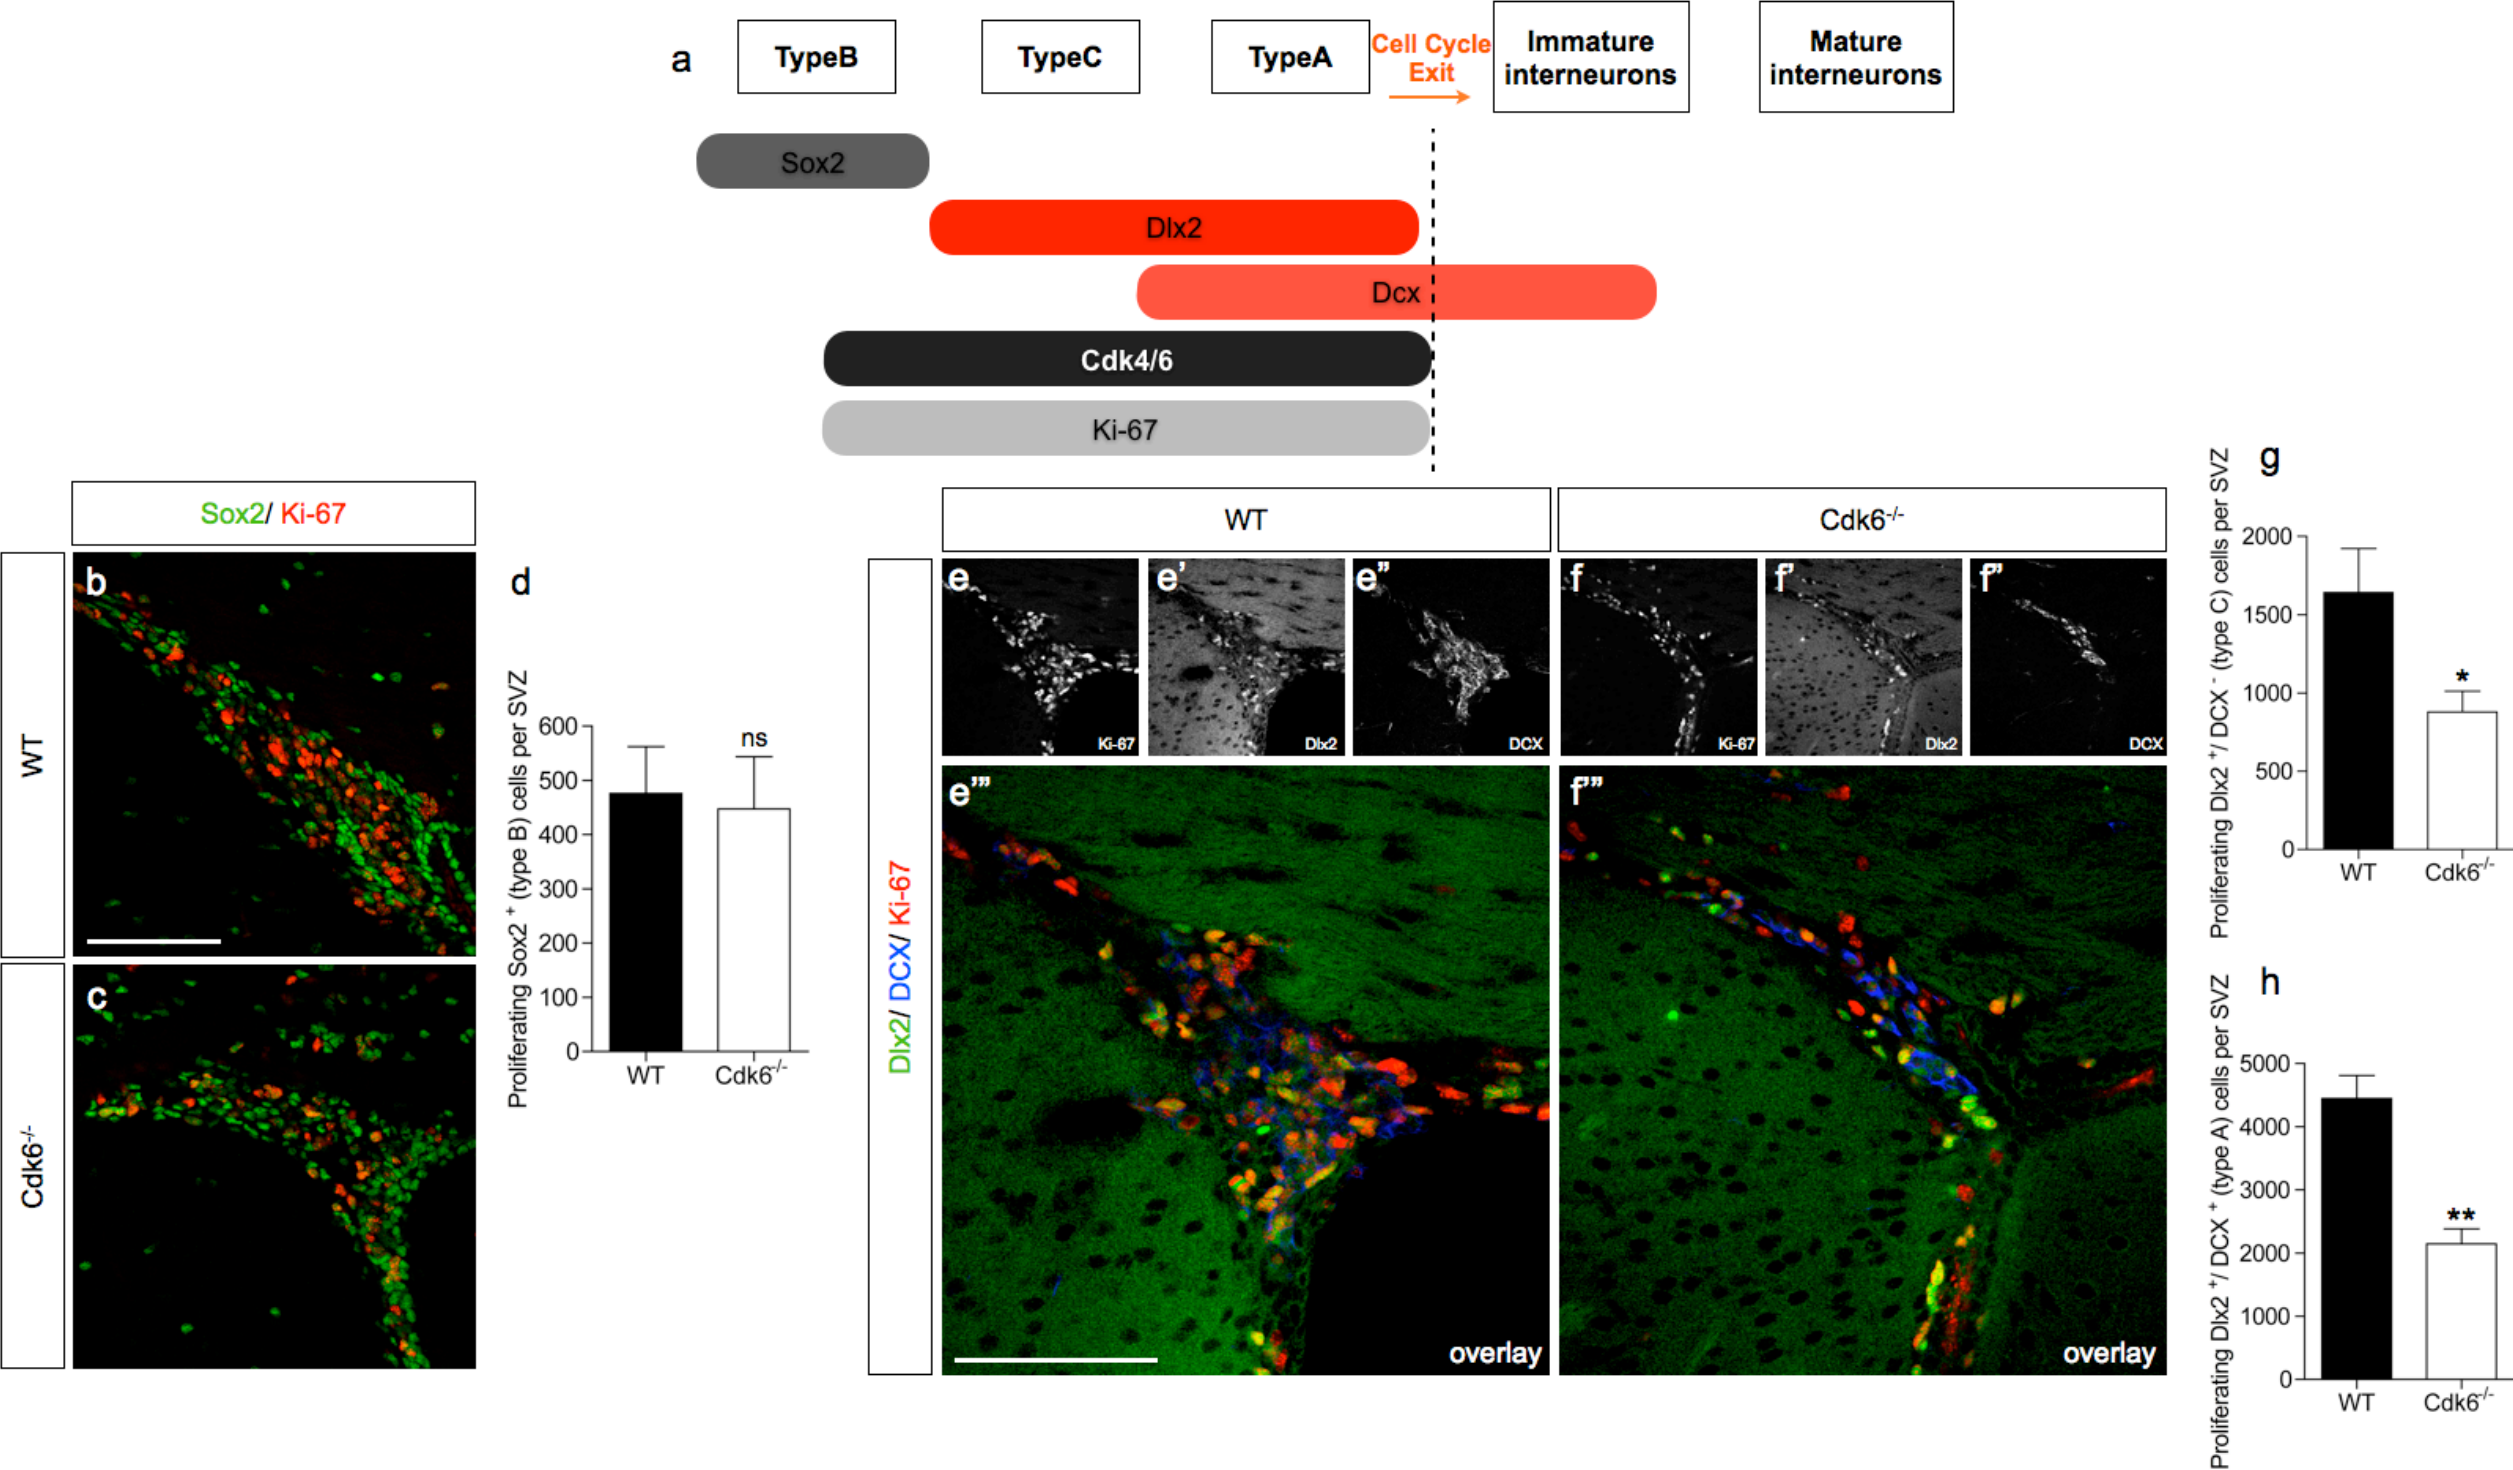 a
TypeB
TypeC
TypeA
Cell Cycle
Exit
Immature
interneurons
Mature
interneurons
Sox2
Dlx2
Dcx
Cdk4/6
Ki-67
Sox2/ Ki-67
WT
b
Cdk6-/-
c
d
Proliferating Sox2 + (type B) cells per SVZ
600
500
400
300
200
100
0
ns
WT
Cdk6-/-
WT
Cdk6-/-
Dlx2/ DCX/ Ki-67
e
Ki-67
e'
Dlx2
e''
DCX
f
Ki-67
f'
Dlx2
f''
DCX
e'''
overlay
f'''
overlay
g
Proliferating Dlx2 +/ DCX - (type C) cells per SVZ
2000
1500
1000
500
0
*
WT
Cdk6-/-
h
Proliferating Dlx2 +/ DCX + (type A) cells per SVZ
5000
4000
3000
2000
1000
0
**
WT
Cdk6-/-